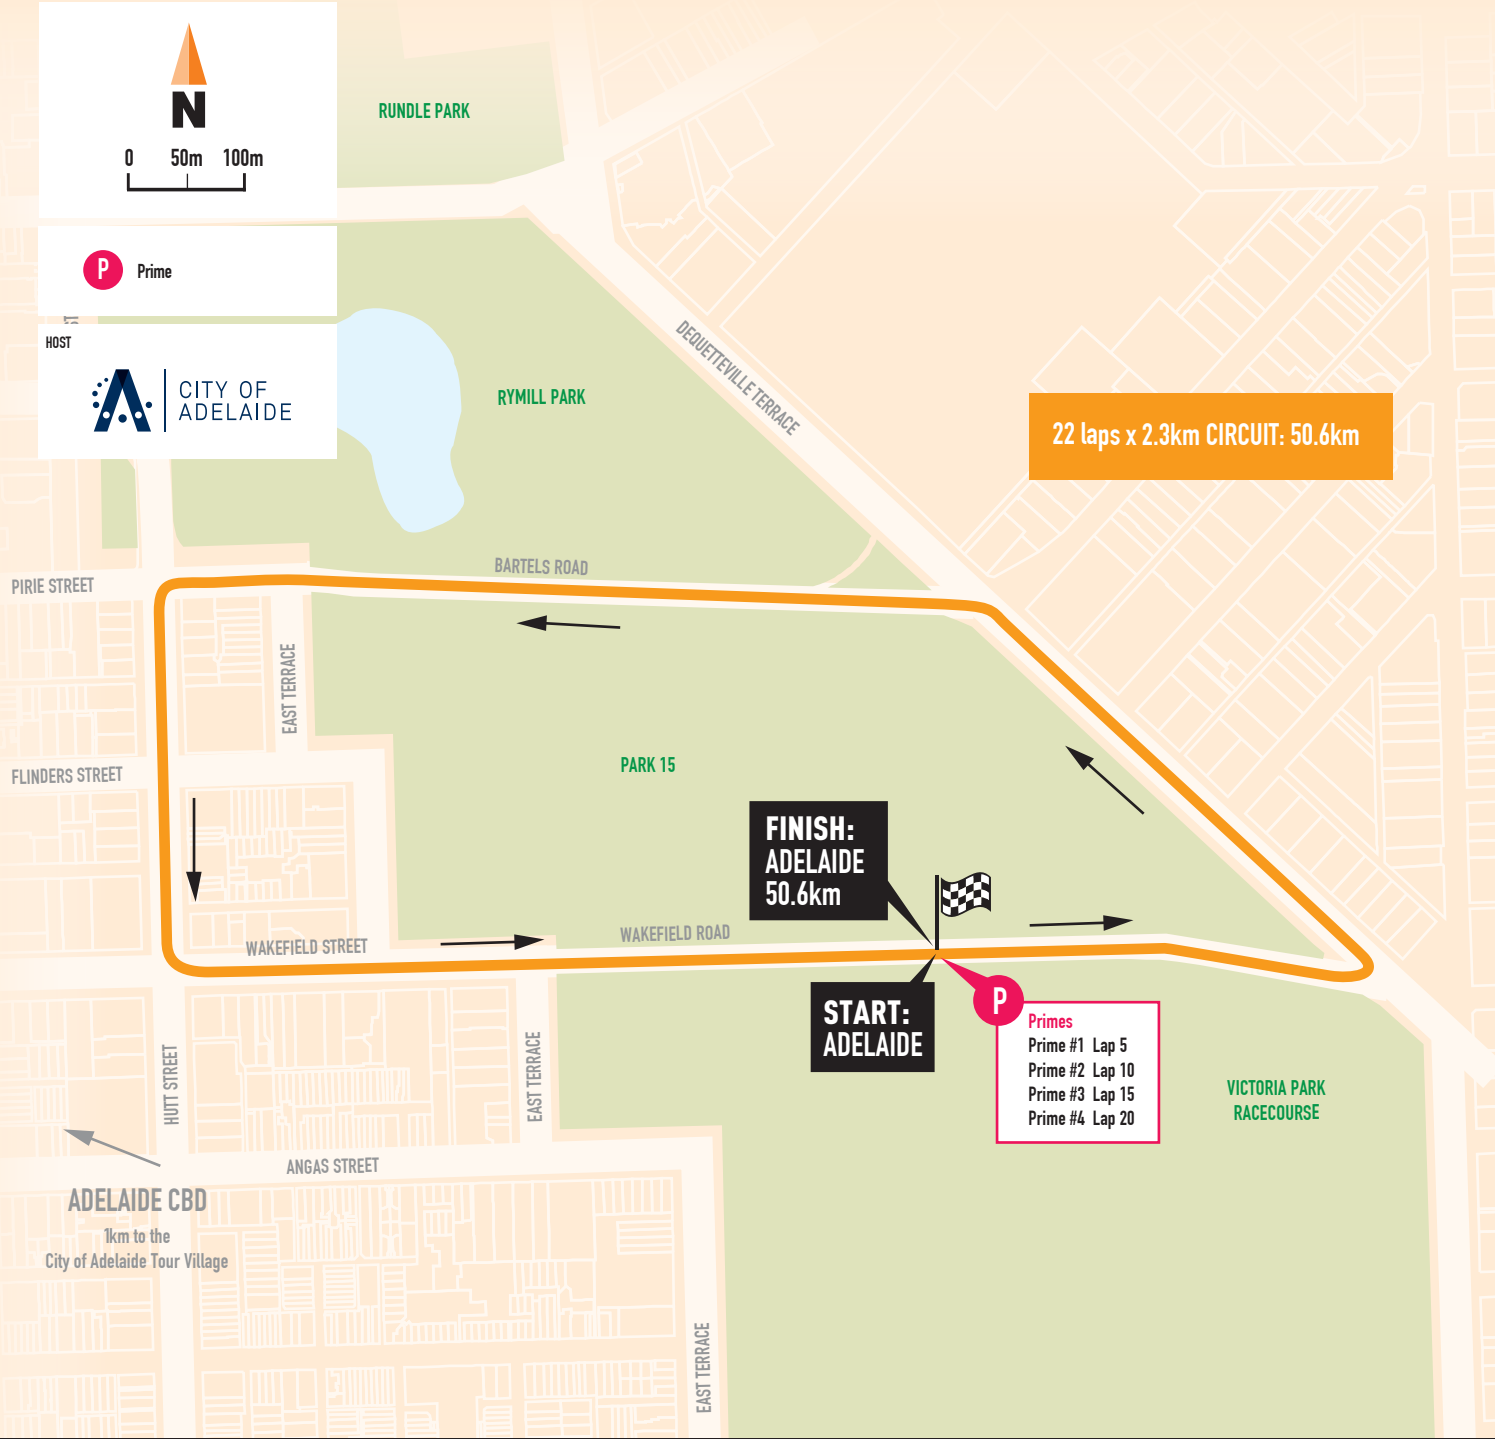 N
0 50m 100m
P Prime
HOST
CITY OF
ADELAIDE
RUNDLE PARK
RYMILL PARK
DEQUETTEVILLE TERRACE
22 laps x 2.3km CIRCUIT: 50.6km
BARTELS ROAD
PIRIE STREET
EAST TERRACE
FLINDERS STREET
PARK 15
FINISH:
ADELAIDE
50.6km
WAKEFIELD STREET
WAKEFIELD ROAD
START:
ADELAIDE
P
Primes
Prime #1 Lap 5
Prime #2 Lap 10
Prime #3 Lap 15
Prime #4 Lap 20
VICTORIA PARK
RACECOURSE
HUTT STREET
EAST TERRACE
ANGAS STREET
ADELAIDE CBD
1km to the
City of Adelaide Tour Village
EAST TERRACE